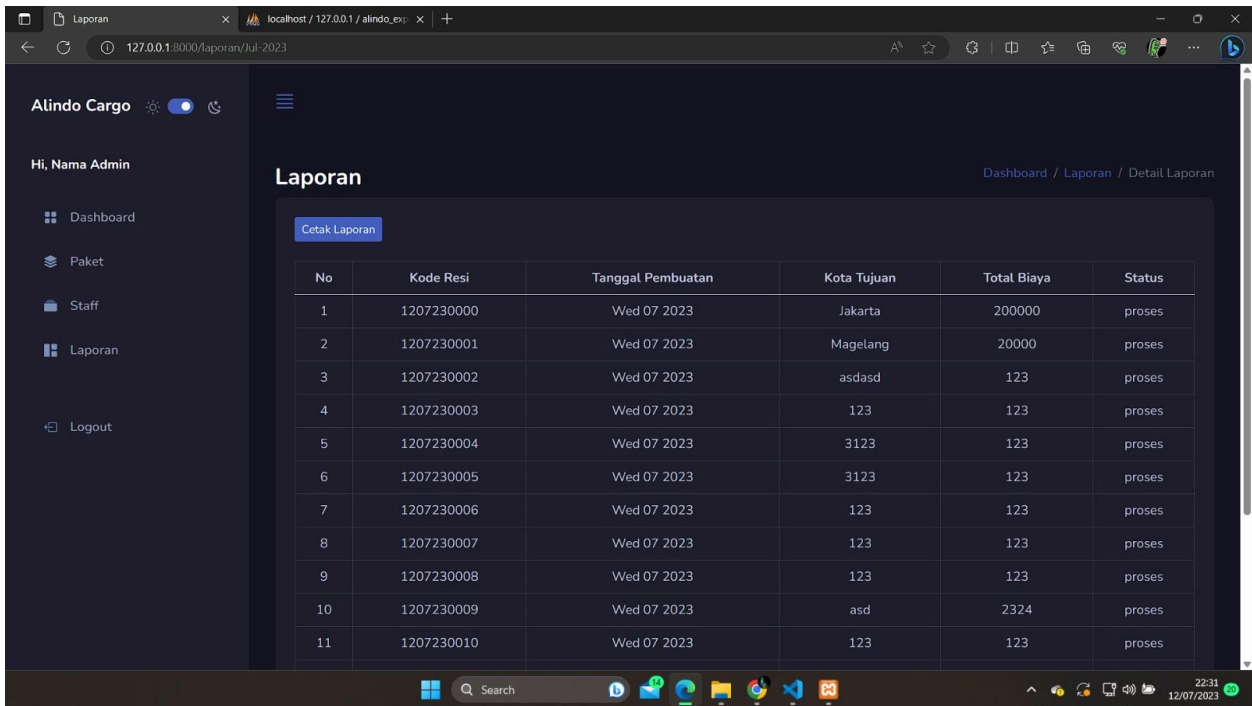 Laporan
localhost / 127.0.0.1 / alindo_exp
127.0.0.1:8000/laporan/Jul-2023
Alindo Cargo
Hi, Nama Admin
Dashboard
Paket
Staff
Laporan
Logout
Laporan
Dashboard / Laporan / Detail Laporan
Cetak Laporan
No Kode Resi Tanggal Pembuatan Kota Tujuan Total Biaya Status
1 1207230000 Wed 07 2023 Jakarta 200000 proses
2 1207230001 Wed 07 2023 Magelang 20000 proses
3 1207230002 Wed 07 2023 asdasd 123 proses
4 1207230003 Wed 07 2023 123 123 proses
5 1207230004 Wed 07 2023 3123 123 proses
6 1207230005 Wed 07 2023 3123 123 proses
7 1207230006 Wed 07 2023 123 123 proses
8 1207230007 Wed 07 2023 123 123 proses
9 1207230008 Wed 07 2023 123 123 proses
10 1207230009 Wed 07 2023 asd 2324 proses
11 1207230010 Wed 07 2023 123 123 proses
Search
14
22:31
12/07/2023
20